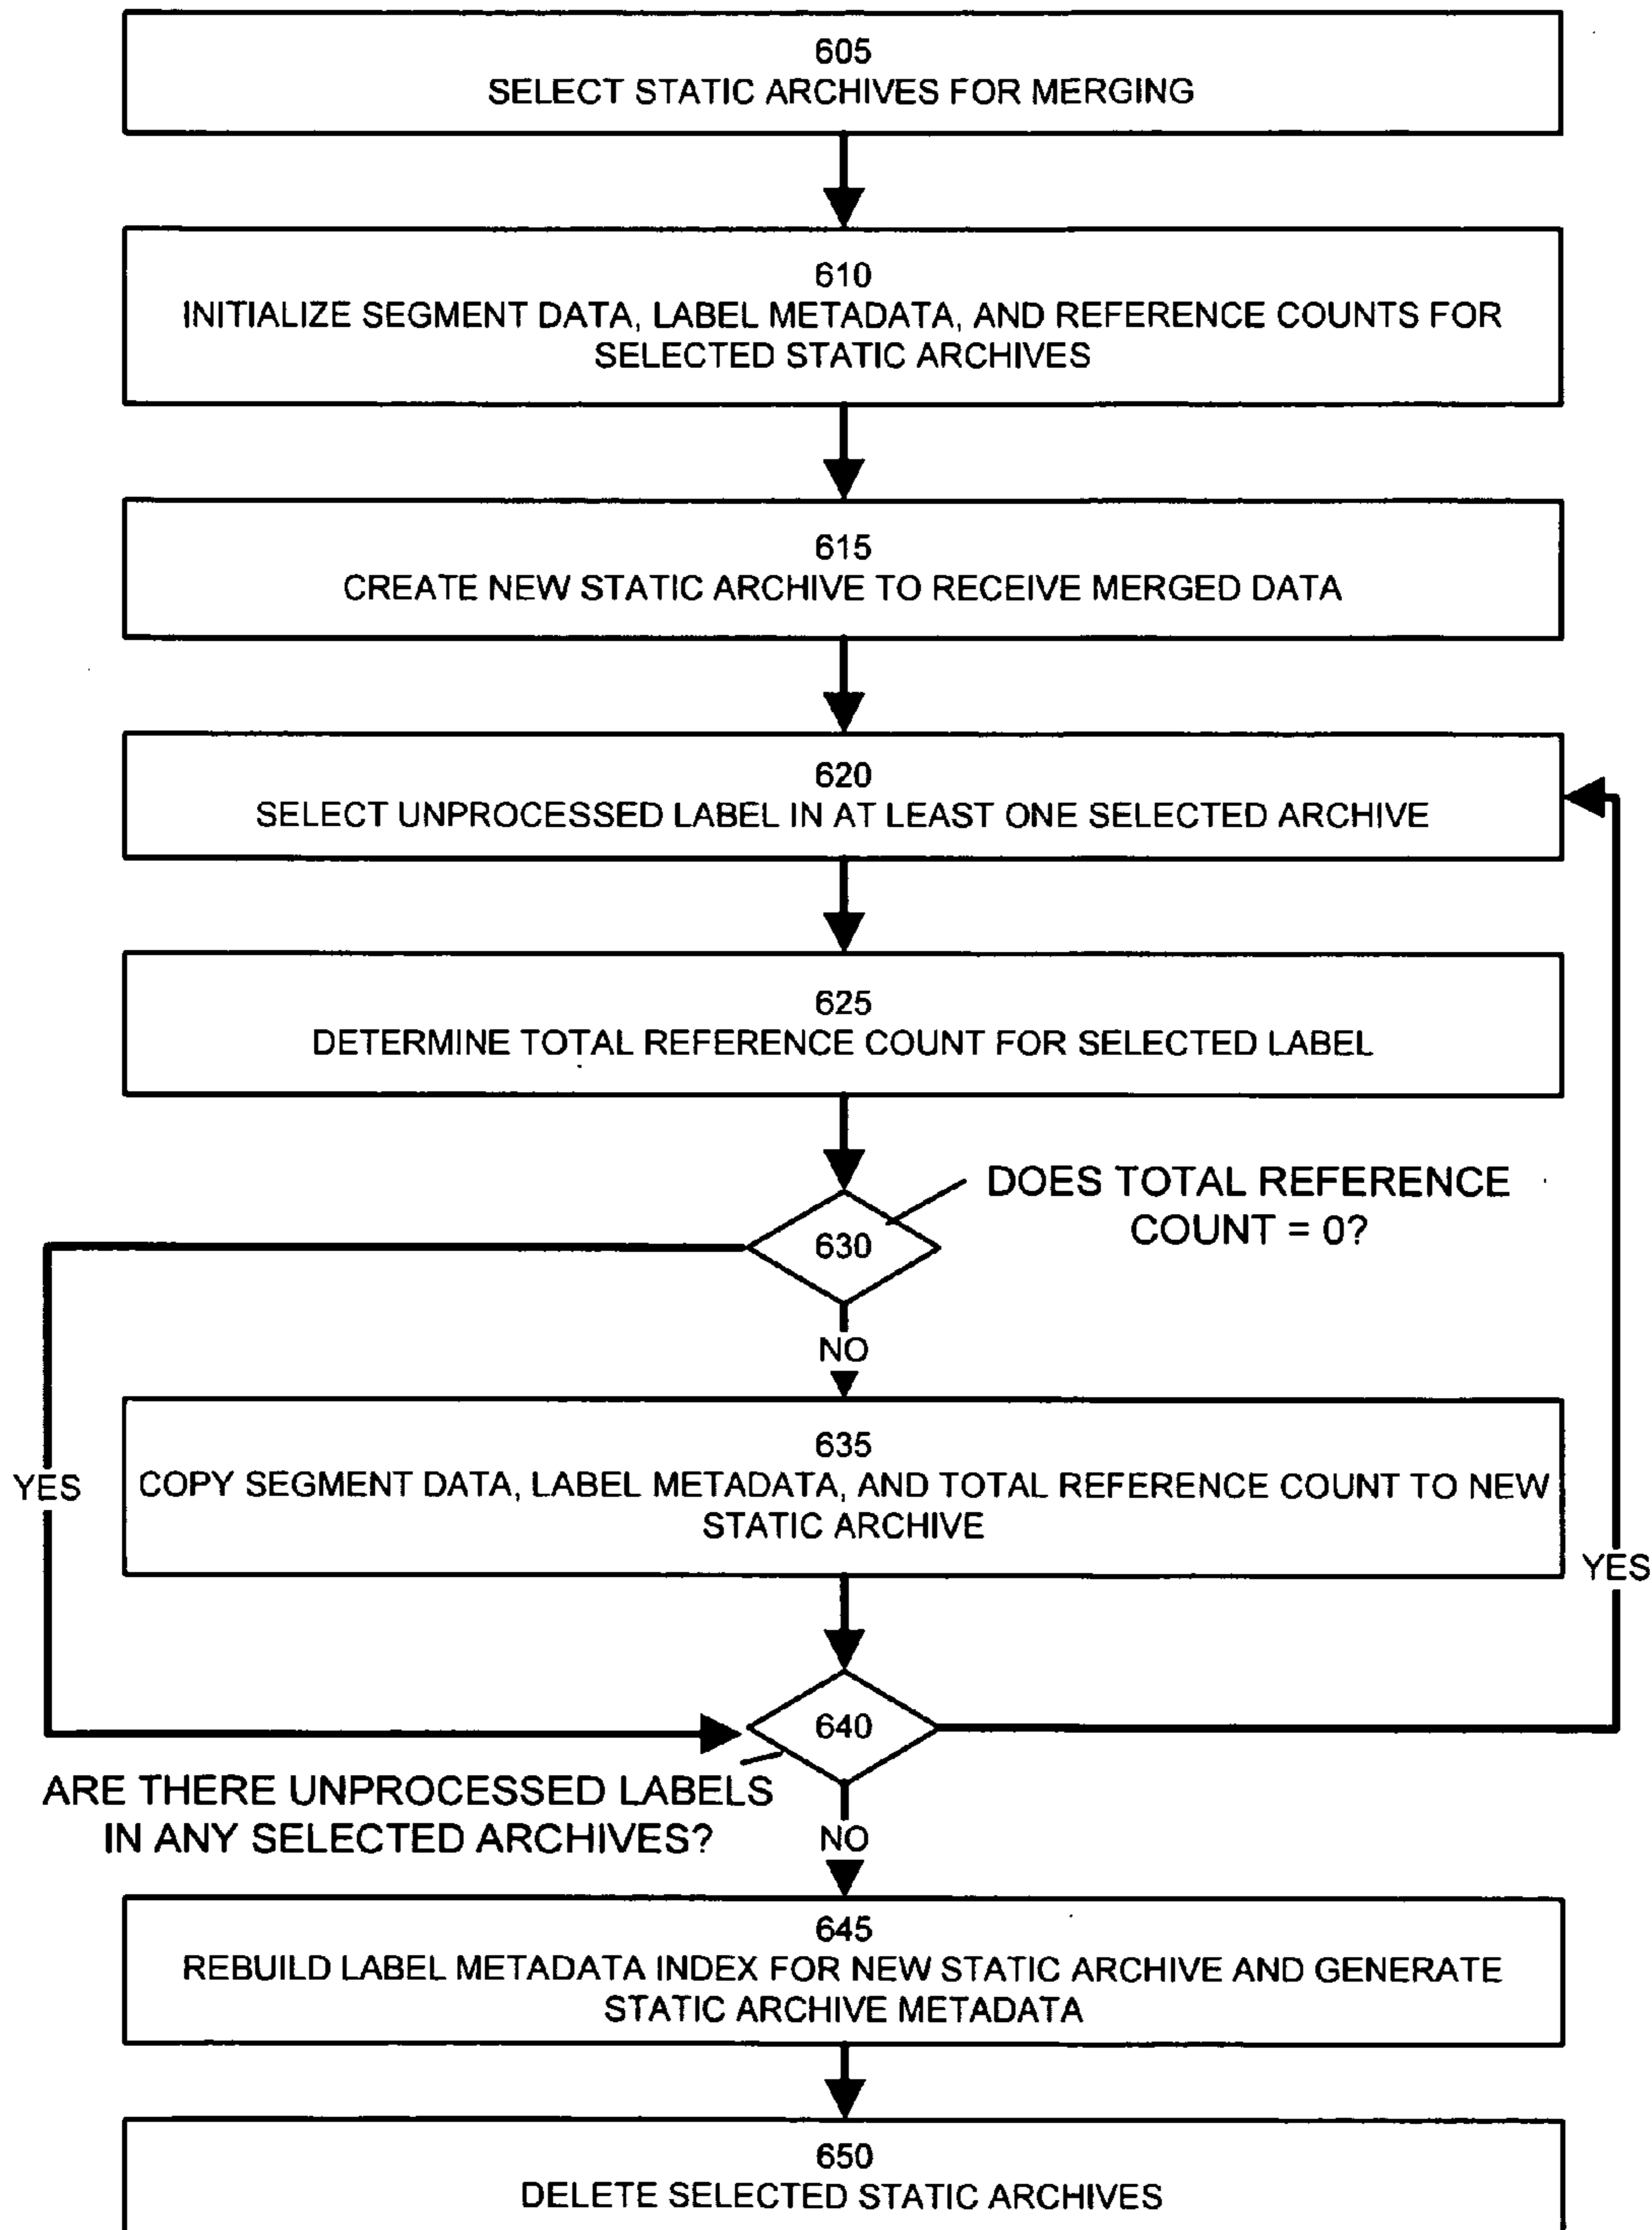 605
SELECT STATIC ARCHIVES FOR MERGING
610
INITIALIZE SEGMENT DATA, LABEL METADATA, AND REFERENCE COUNTS FOR
SELECTED STATIC ARCHIVES
615
CREATE NEW STATIC ARCHIVE TO RECEIVE MERGED DATA
620
SELECT UNPROCESSED LABEL IN AT LEAST ONE SELECTED ARCHIVE
625
DETERMINE TOTAL REFERENCE COUNT FOR SELECTED LABEL
DOES TOTAL REFERENCE
COUNT = 0?
630
NO
635
COPY SEGMENT DATA, LABEL METADATA, AND TOTAL REFERENCE COUNT TO NEW
STATIC ARCHIVE
YES
YES
640
ARE THERE UNPROCESSED LABELS
IN ANY SELECTED ARCHIVES?
NO
645
REBUILD LABEL METADATA INDEX FOR NEW STATIC ARCHIVE AND GENERATE
STATIC ARCHIVE METADATA
650
DELETE SELECTED STATIC ARCHIVES